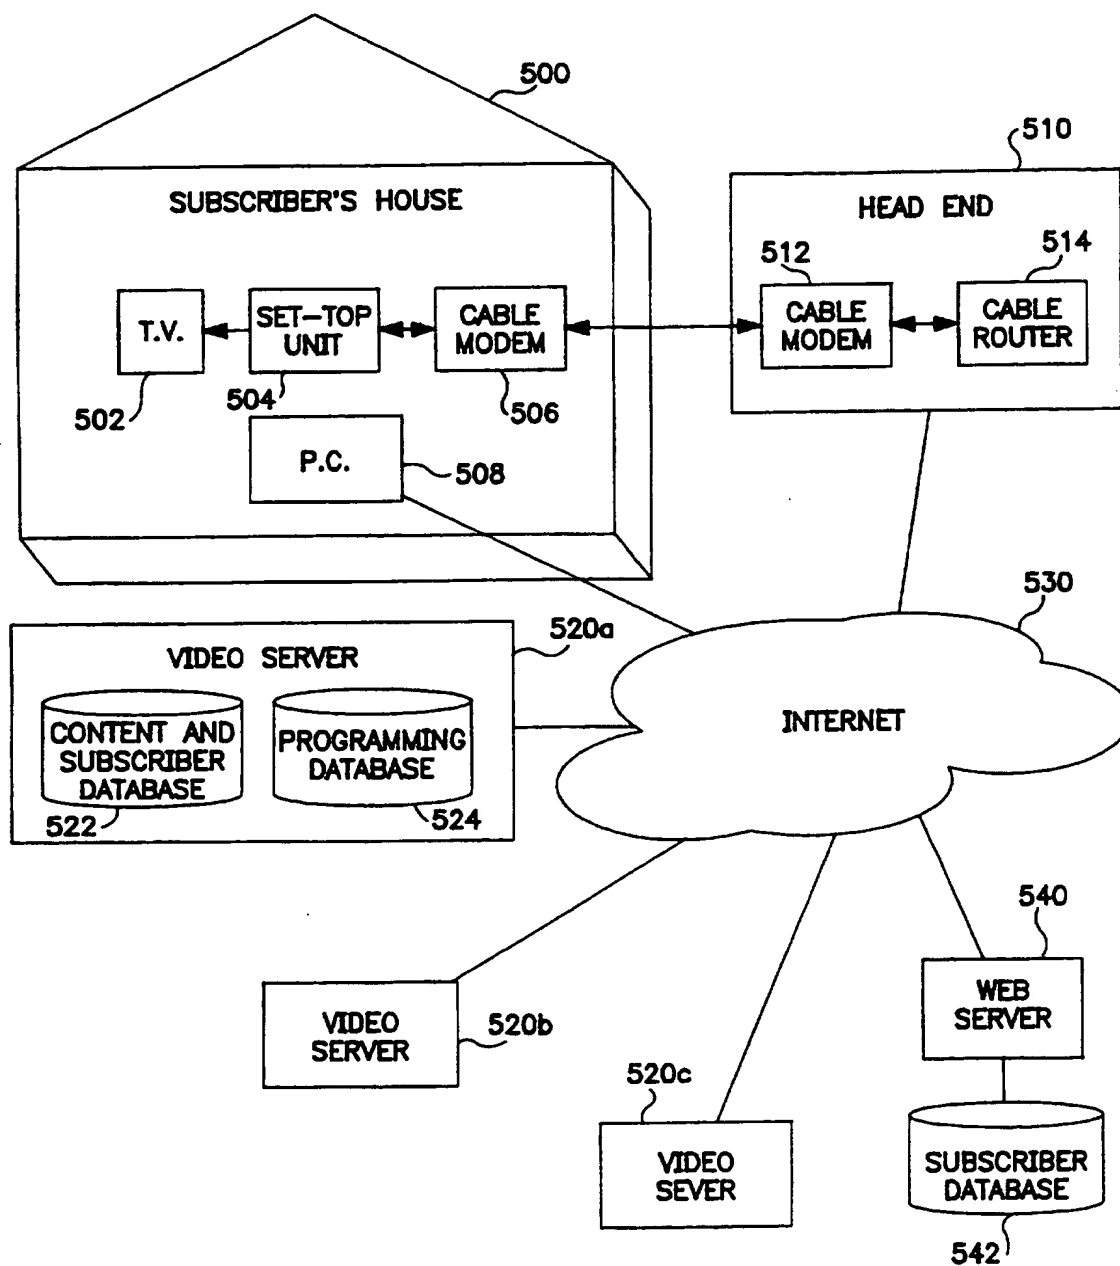 500
SUBSCRIBER'S HOUSE
T.V.
502
SET-TOP
UNIT
504
CABLE
MODEM
506
P.C.
508
510
HEAD END
512
CABLE
MODEM
514
CABLE
ROUTER
530
INTERNET
520a
VIDEO SERVER
CONTENT AND
SUBSCRIBER
DATABASE
522
PROGRAMMING
DATABASE
524
VIDEO
SERVER
520b
520c
VIDEO
SEVER
540
WEB
SERVER
SUBSCRIBER
DATABASE
542